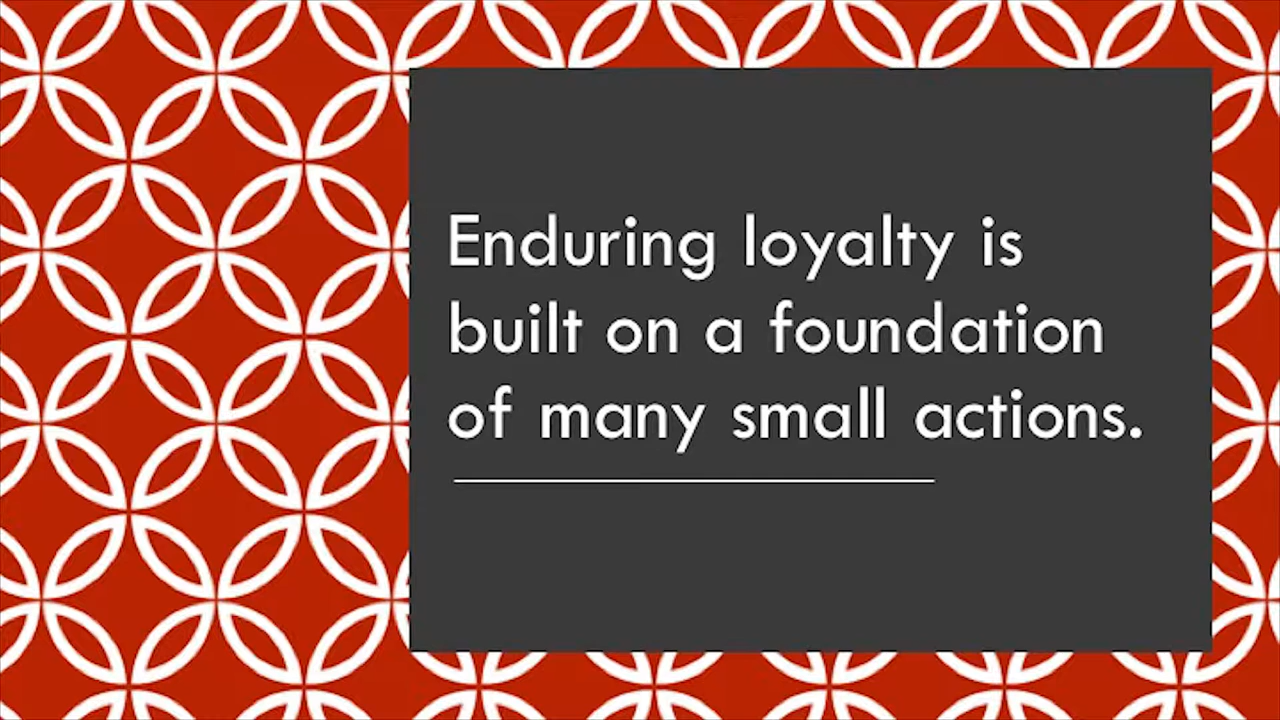 Enduring loyalty is
built on a foundation
of many small actions.